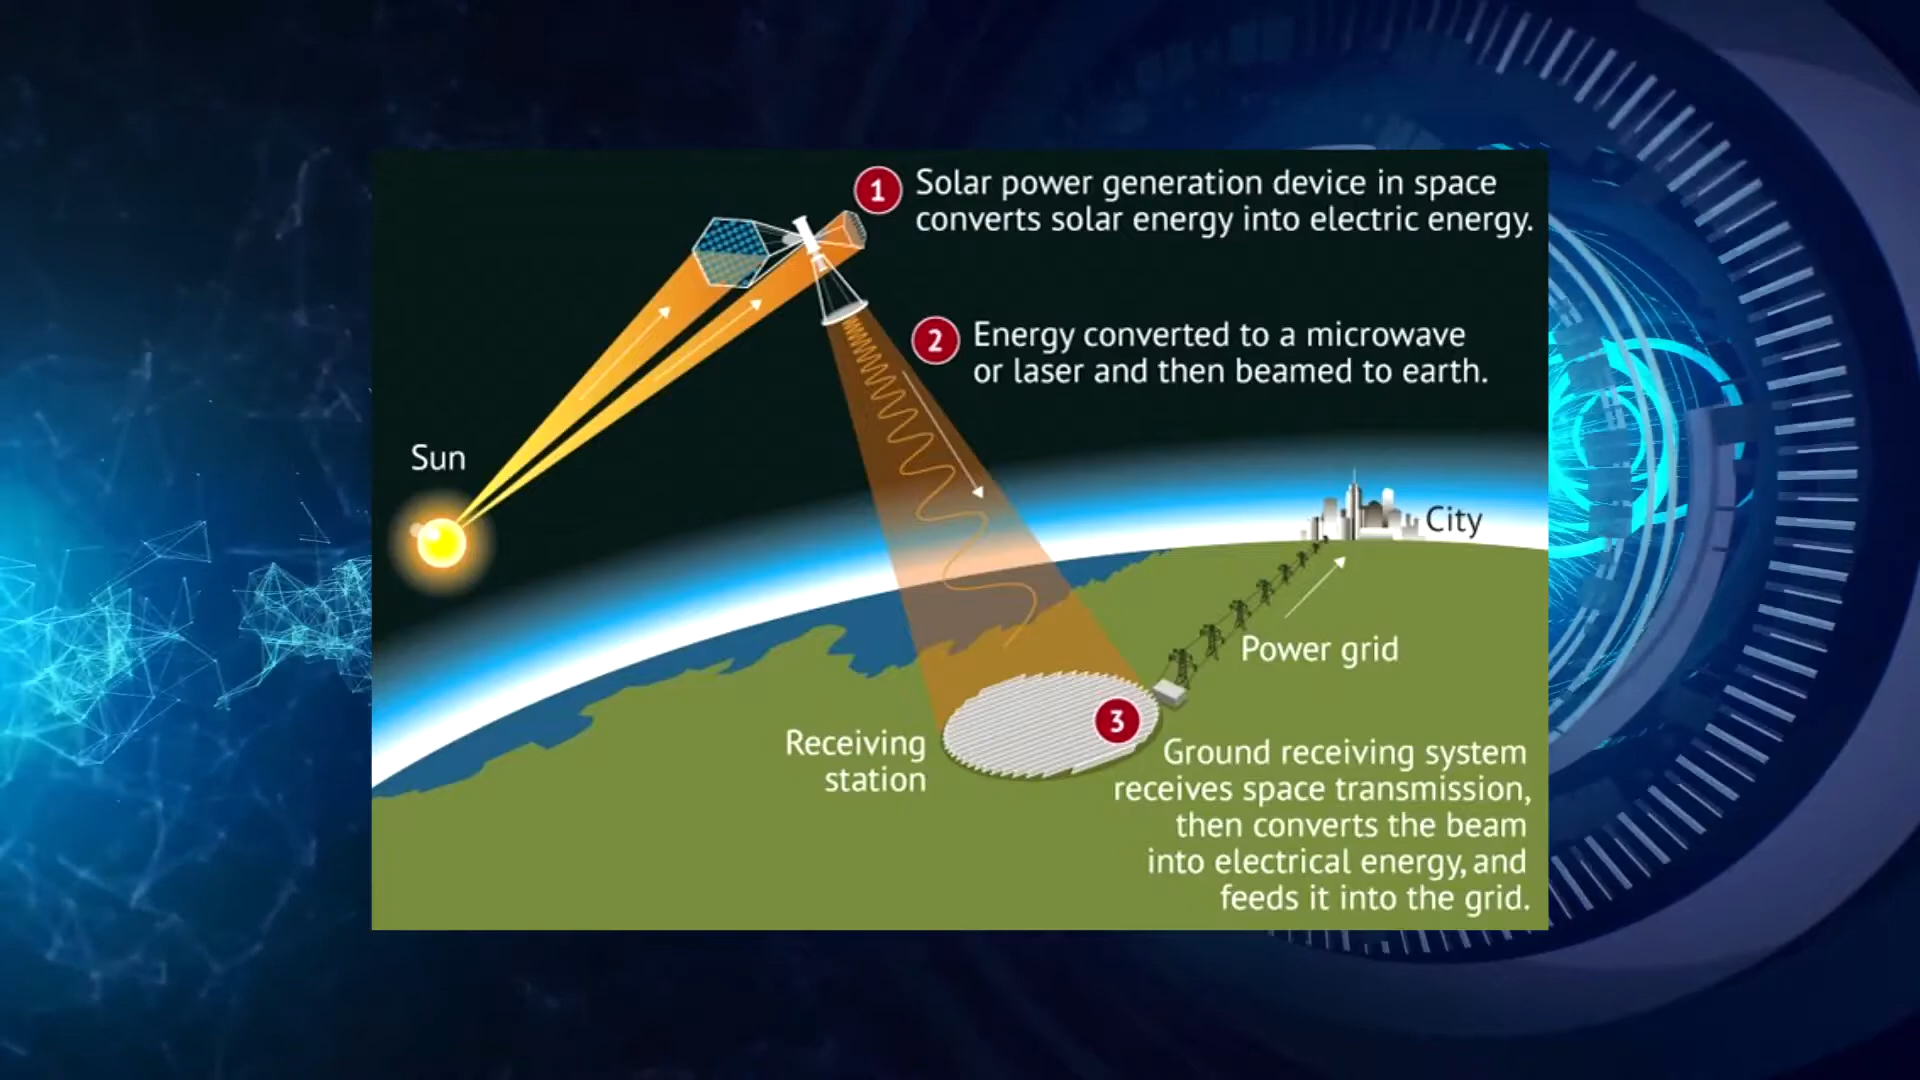 1 Solar power generation device in space
converts solar energy into electric energy.
2 Energy converted to a microwave
or laser and then beamed to earth.
Sun
City
Power grid
Receiving
station
3
Ground receiving system
receives space transmission,
then converts the beam
into electrical energy, and
feeds it into the grid.